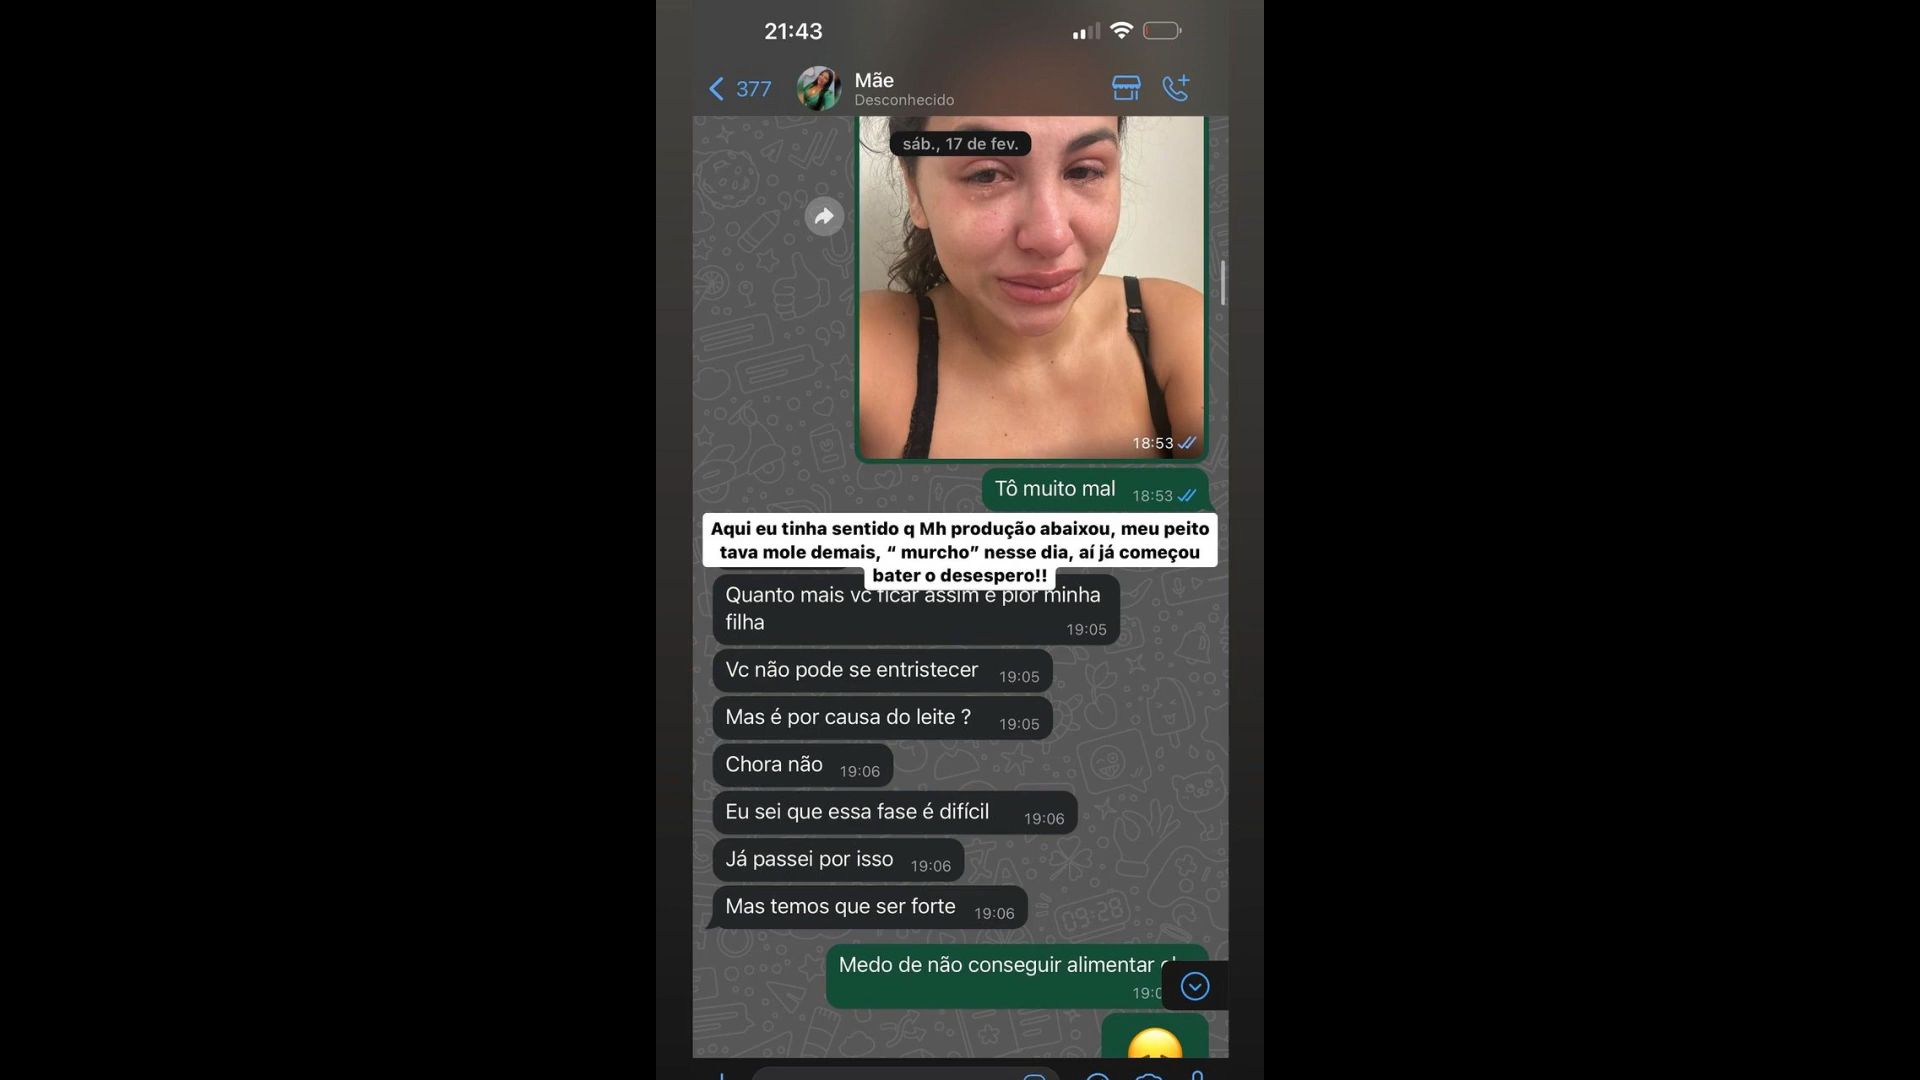 21:43
377
Mãe
Desconhecido
sáb., 17 de fev.
18:53
Tô muito mal 18:53
Aqui eu tinha sentido q Mh produção abaixou, meu peito
tava mole demais, “ murcho” nesse dia, aí já começou
bater o desespero!!
Quanto mais vc ficar assim é pior minha
filha
19:05
Vc não pode se entristecer 19:05
Mas é por causa do leite ? 19:05
Chora não 19:06
Eu sei que essa fase é difícil 19:06
Já passei por isso 19:06
Mas temos que ser forte 19:06
Medo de não conseguir alimentar